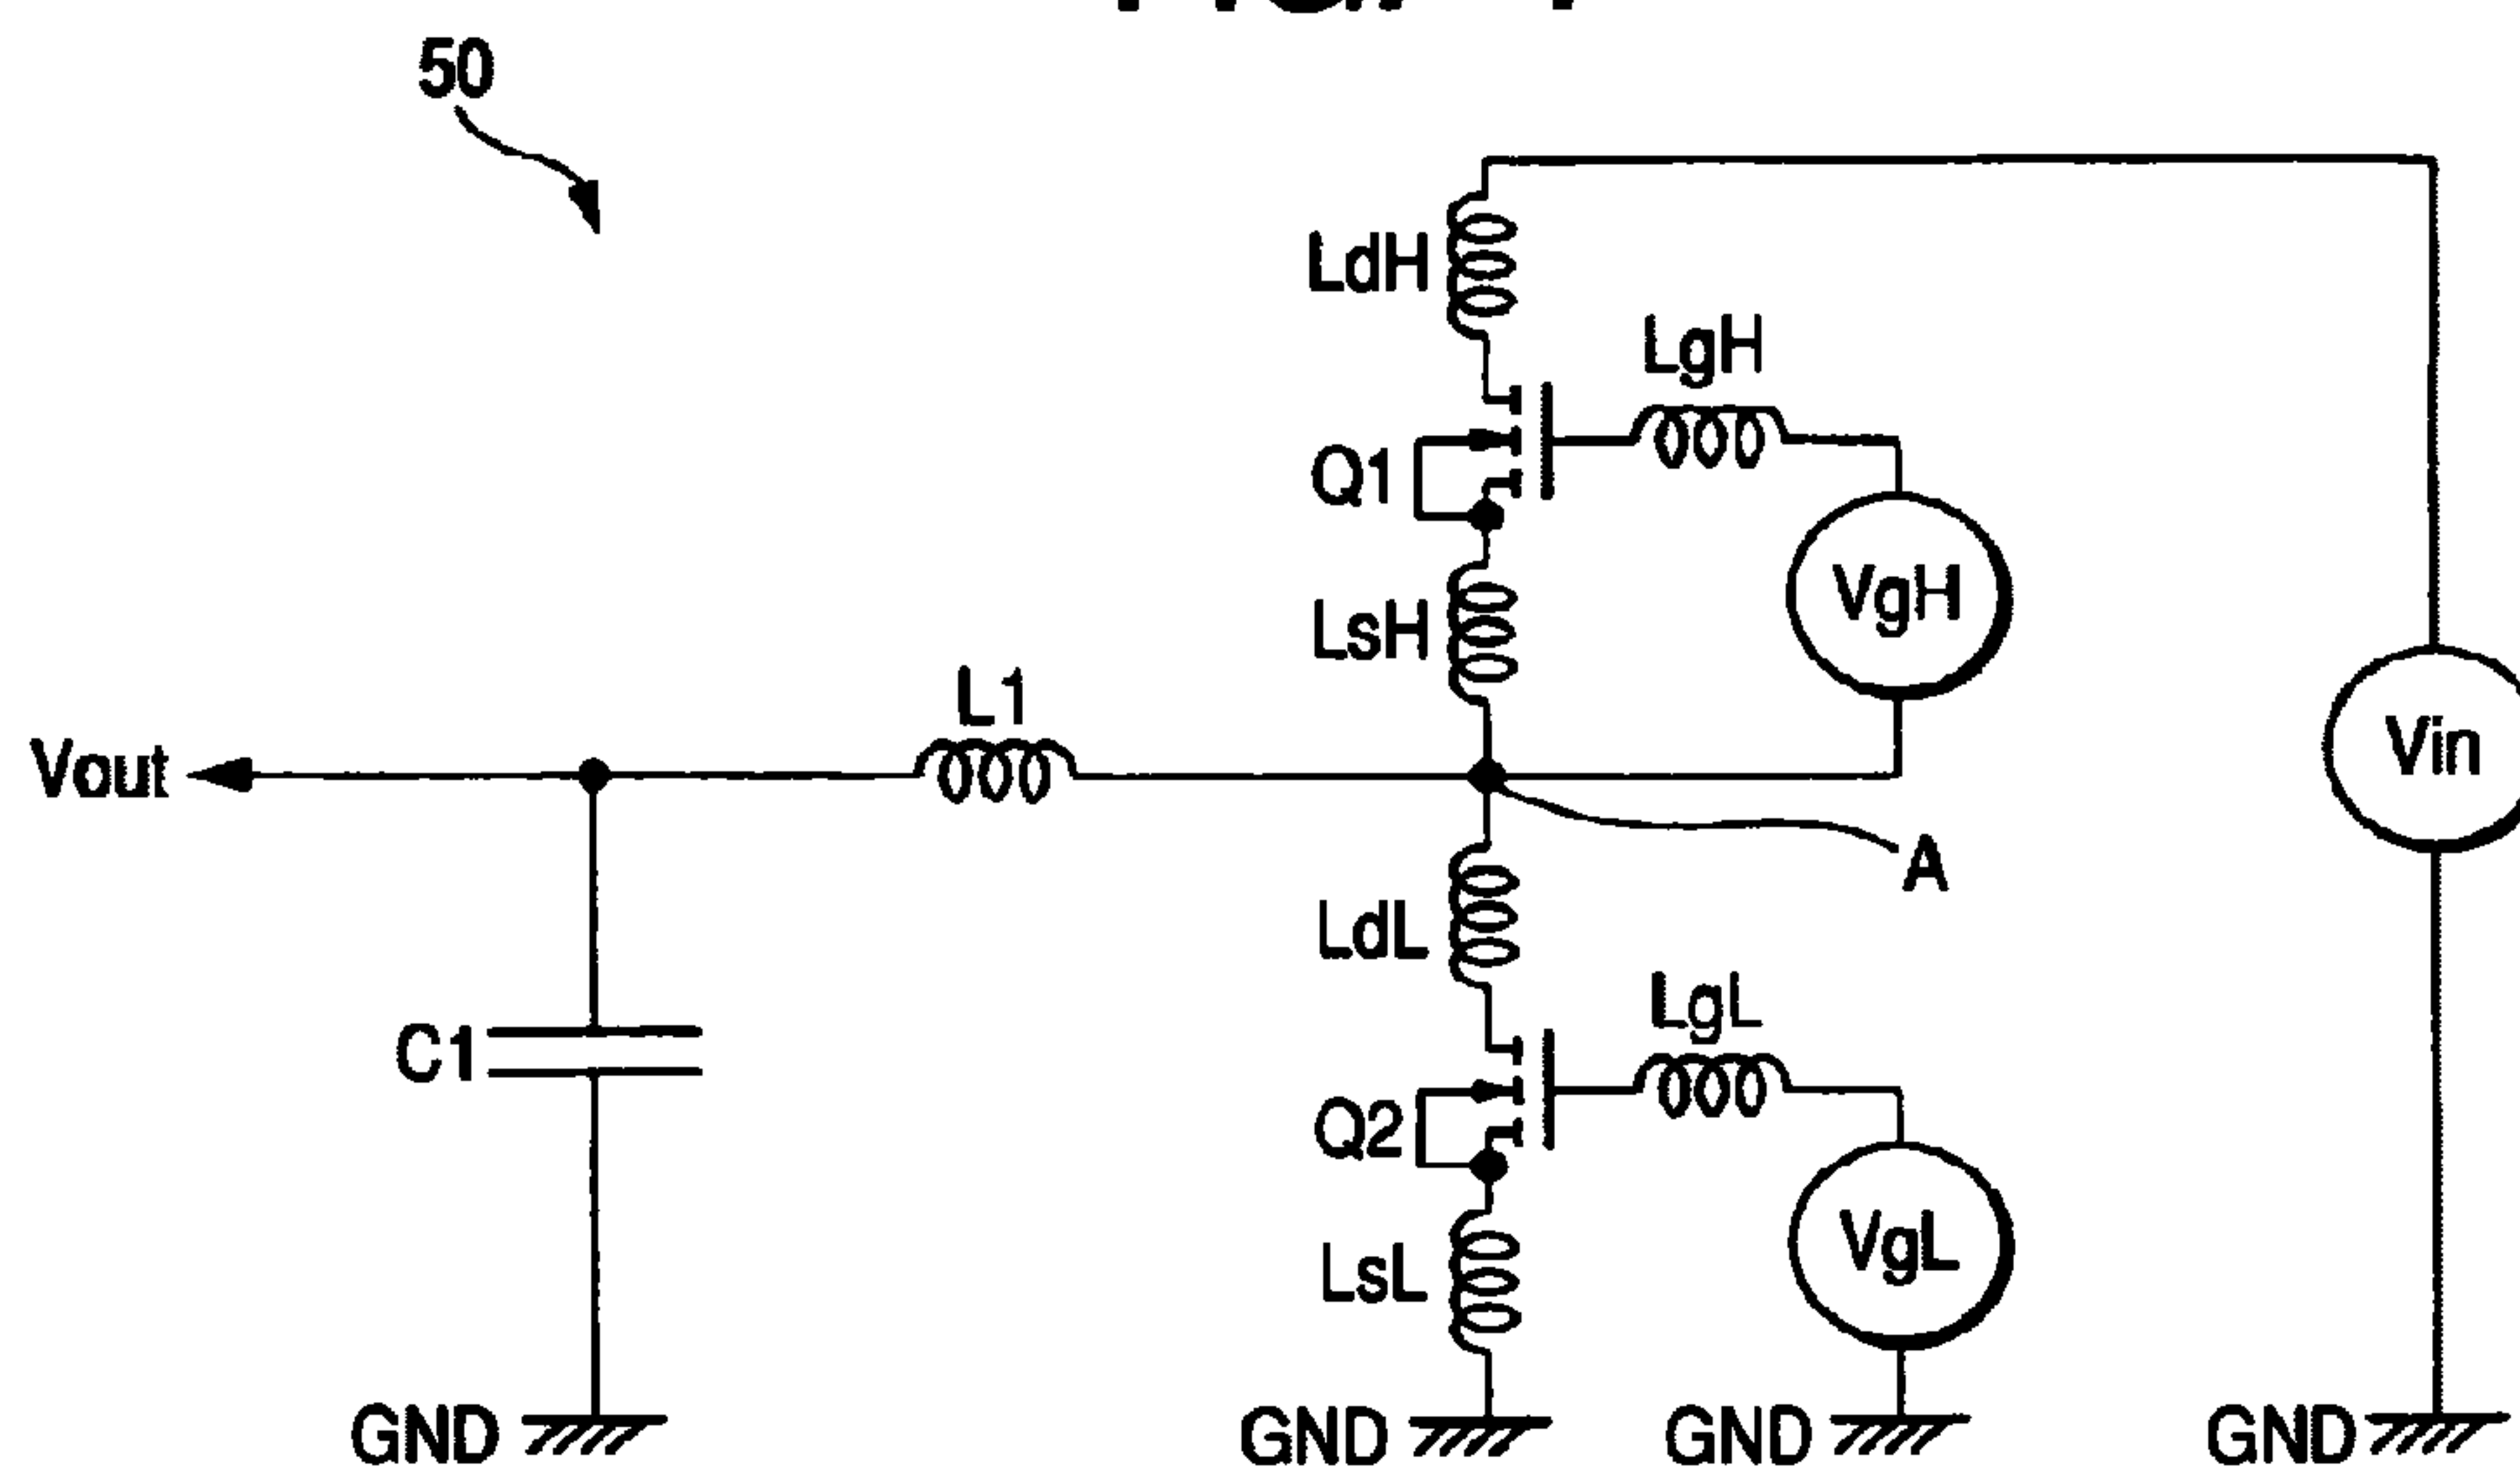 50
LdH
LgH
Q1
VgH
LsH
L1
Vout
Vin
A
LdL
LgL
C1
Q2
VgL
LsL
GND
GND
GND
GND